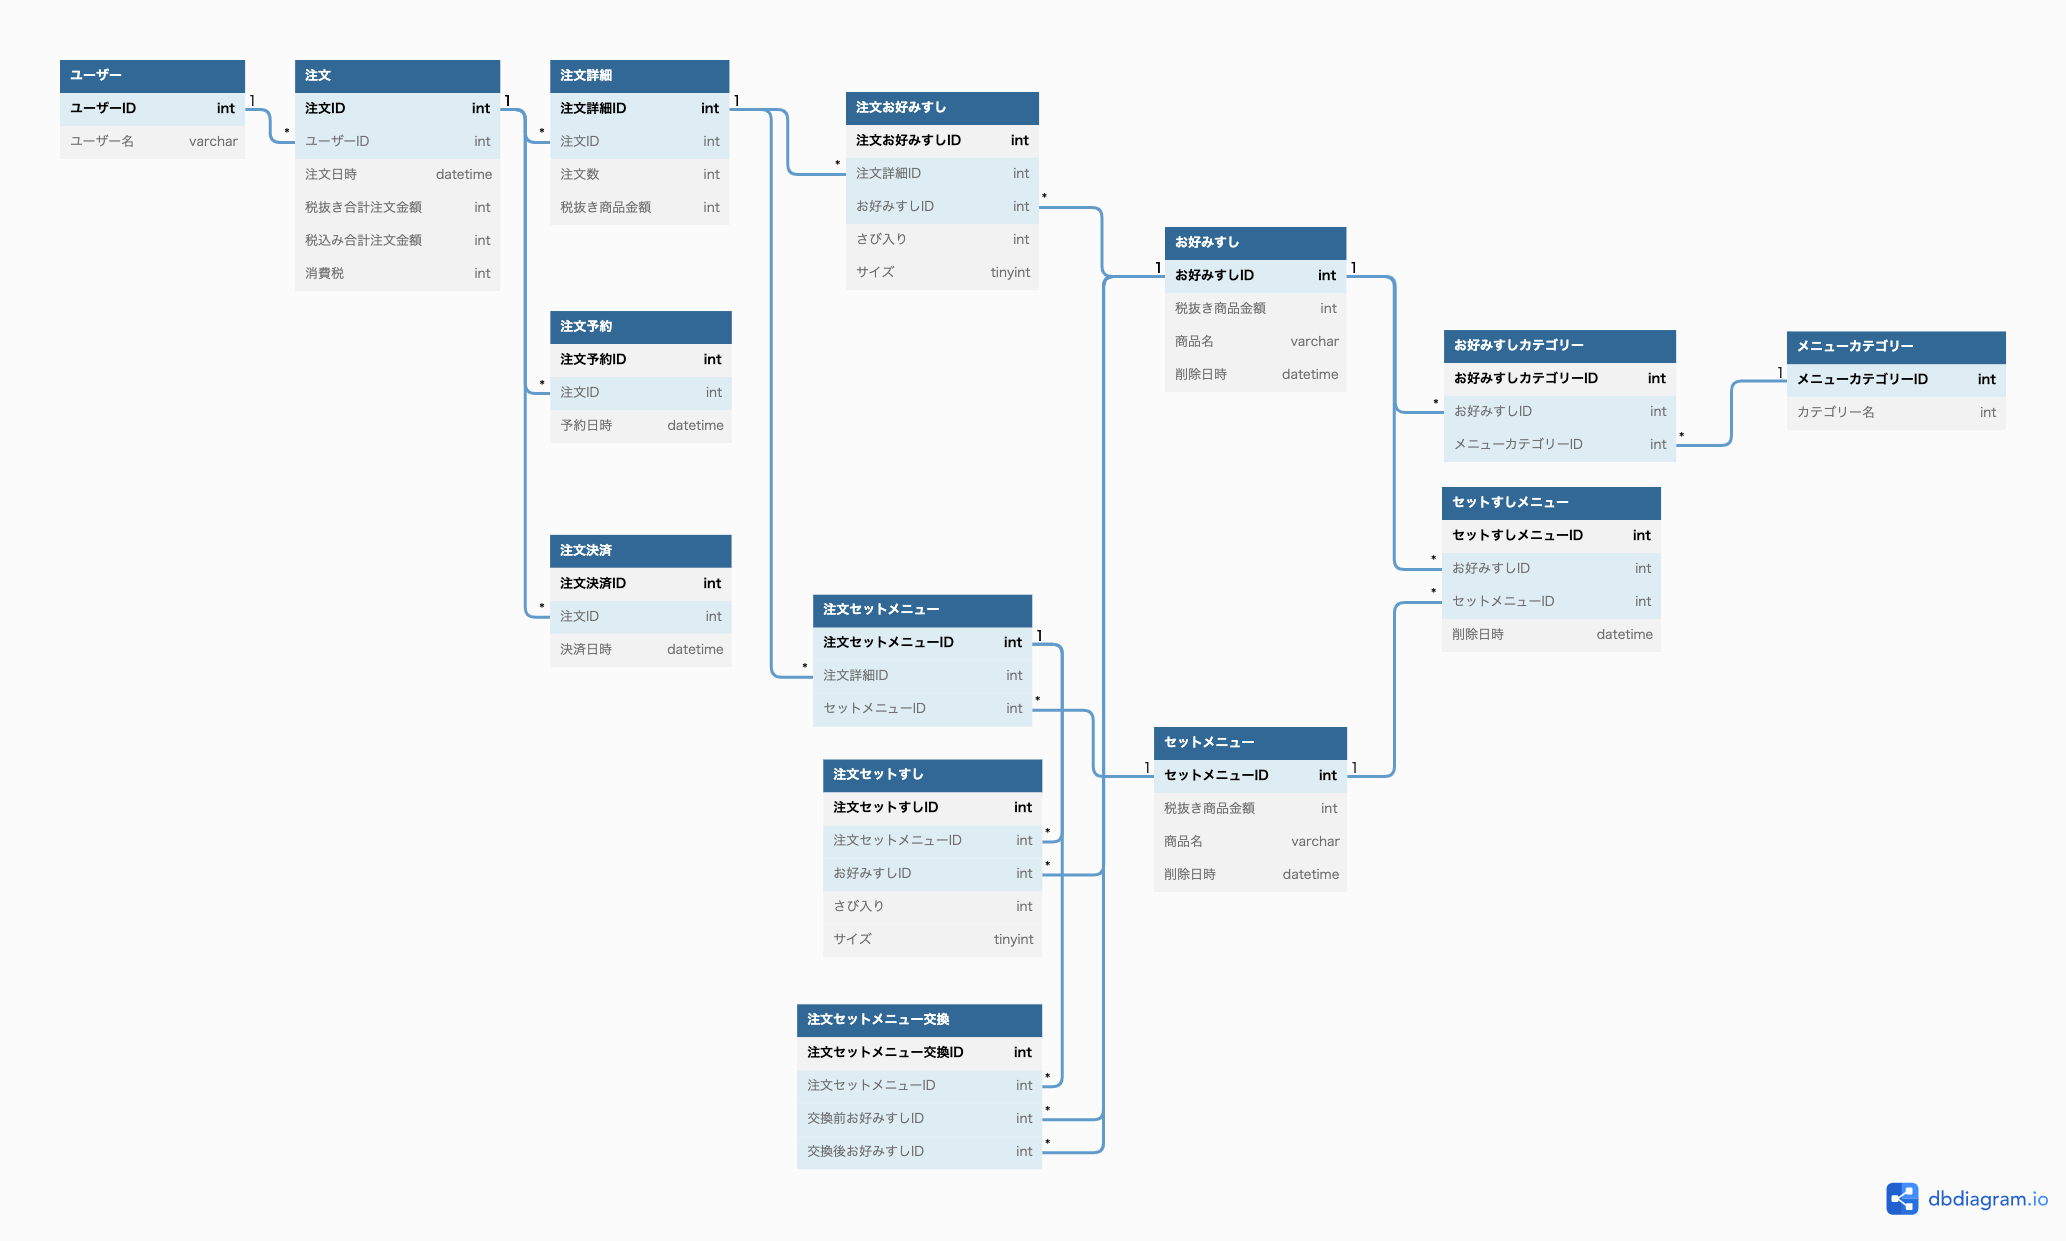 ユーザー
ユーザーID int
ユーザー名 varchar
1
*
注文
注文ID int
ユーザーID int
注文日時 datetime
税抜き合計注文金額 int
税込み合計注文金額 int
消費税 int
1
*
*
*
注文詳細
注文詳細ID int
注文ID int
注文数 int
税抜き商品金額 int
1
*
*
注文予約
注文予約ID int
注文ID int
予約日時 datetime
注文決済
注文決済ID int
注文ID int
決済日時 datetime
注文お好みすし
注文お好みすしID int
注文詳細ID int
お好みすしID int
さび入り int
サイズ tinyint
*
1
注文セットメニュー
注文セットメニューID int
注文詳細ID int
セットメニューID int
1
*
1
注文セットすし
注文セットすしID int
注文セットメニューID int
お好みすしID int
さび入り int
サイズ tinyint
*
*
注文セットメニュー交換
注文セットメニュー交換ID int
注文セットメニューID int
交換前お好みすしID int
交換後お好みすしID int
*
*
*
お好みすし
お好みすしID int
税抜き商品金額 int
商品名 varchar
削除日時 datetime
1
*
*
セットメニュー
セットメニューID int
税抜き商品金額 int
商品名 varchar
削除日時 datetime
1
*
お好みすしカテゴリー
お好みすしカテゴリーID int
お好みすしID int
メニューカテゴリーID int
*
1
セットすしメニュー
セットすしメニューID int
お好みすしID int
セットメニューID int
削除日時 datetime
メニューカテゴリー
メニューカテゴリーID int
カテゴリー名 int
dbdiagram.io